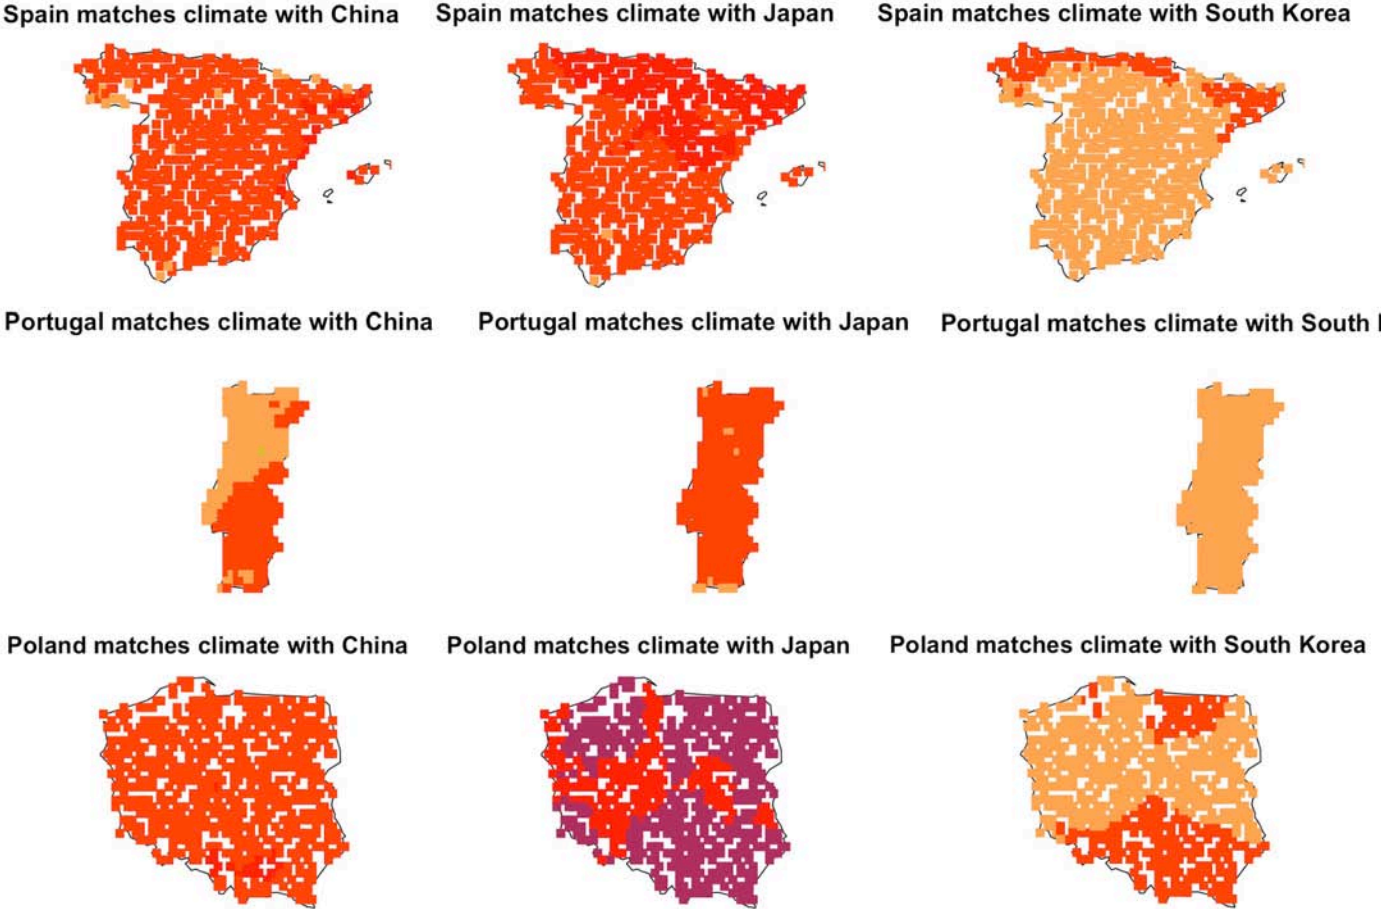 Spain matches climate with China
Spain matches climate with Japan
Spain matches climate with South Korea
Portugal matches climate with China
Portugal matches climate with Japan
Portugal matches climate with South
Poland matches climate with China
Poland matches climate with Japan
Poland matches climate with South Korea